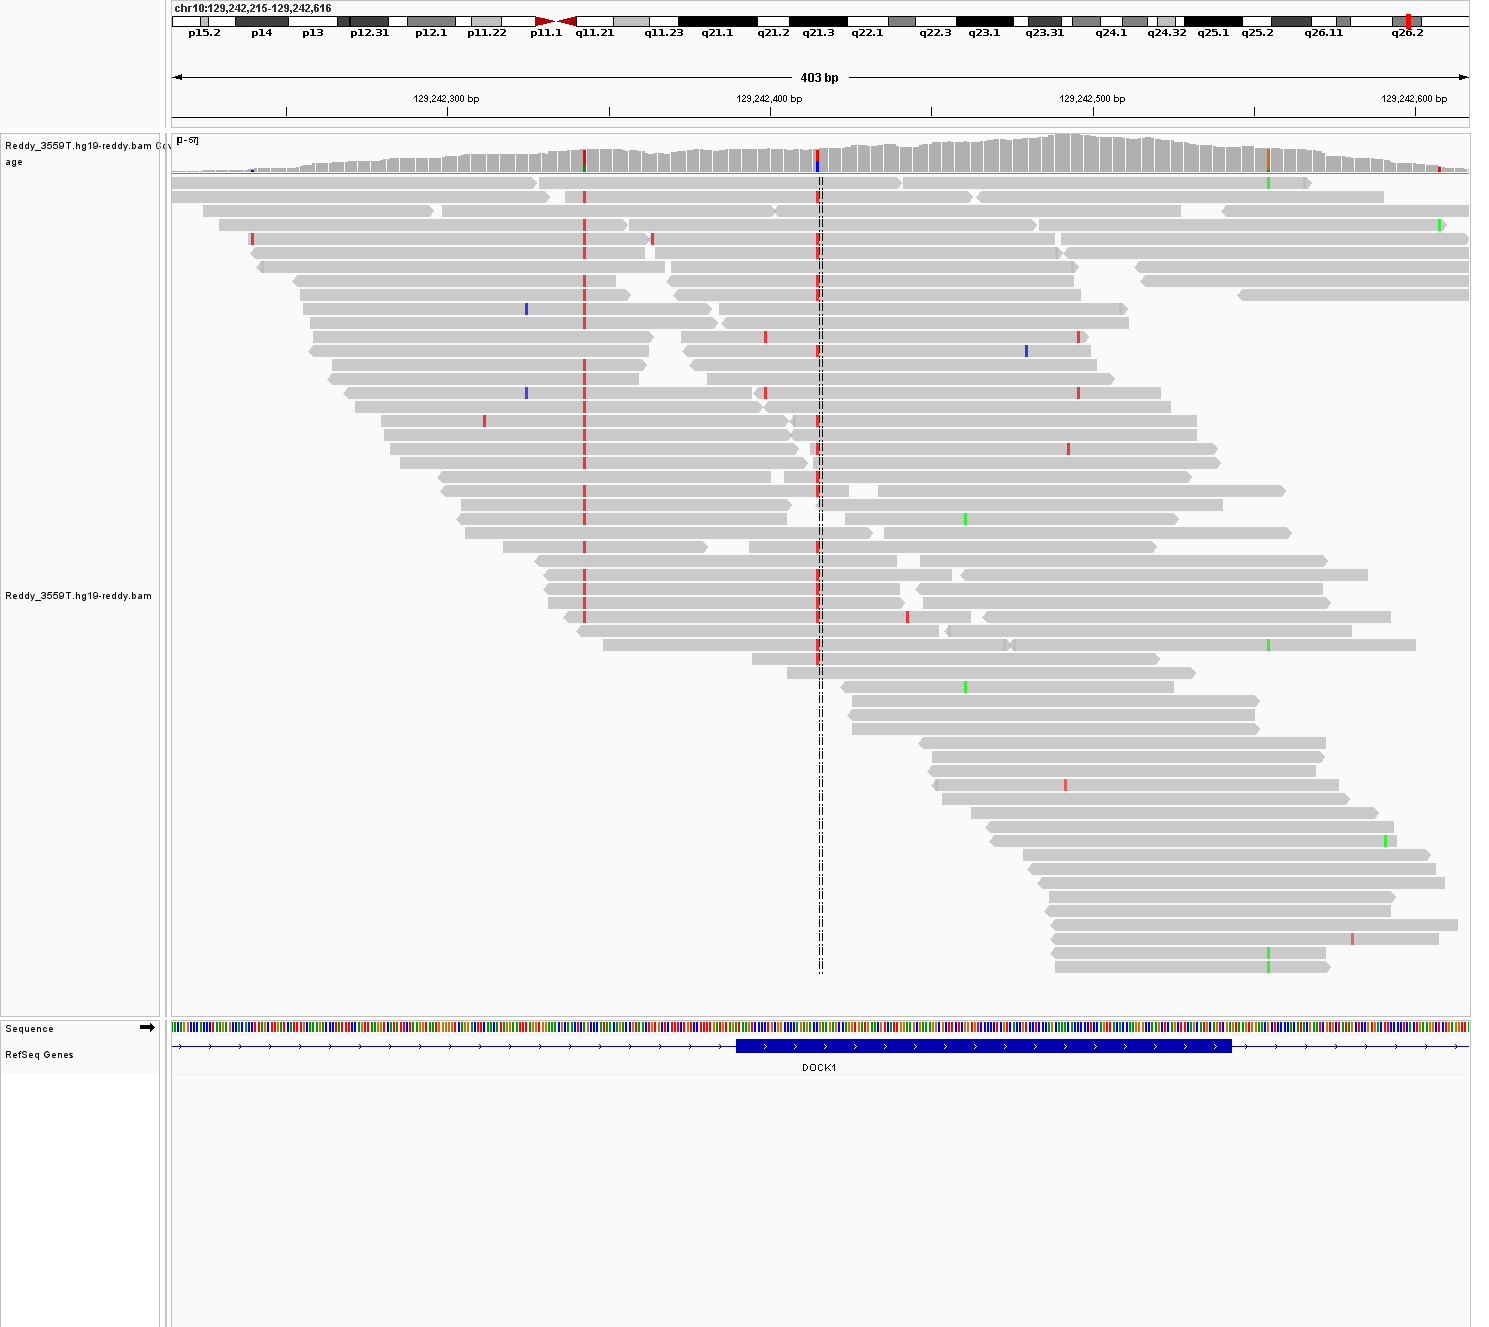 chr10:129,242,215-129,242,616
p15.2 p14 p13 p12.31 p12.1 p11.22 p11.1 q11.21 q11.23 q21.1 q21.2 q21.3 q22.1 q22.3 q23.1 q23.31 q24.1 q24.32 q25.1 q25.2 q26.11 q26.2
403 bp
129,242,300 bp 129,242,400 bp 129,242,500 bp 129,242,600 bp
[0 - 57]
Reddy_3559T.hg19-reddy.bam Cov
age
Reddy_3559T.hg19-reddy.bam
Sequence
RefSeq Genes
DOCK1